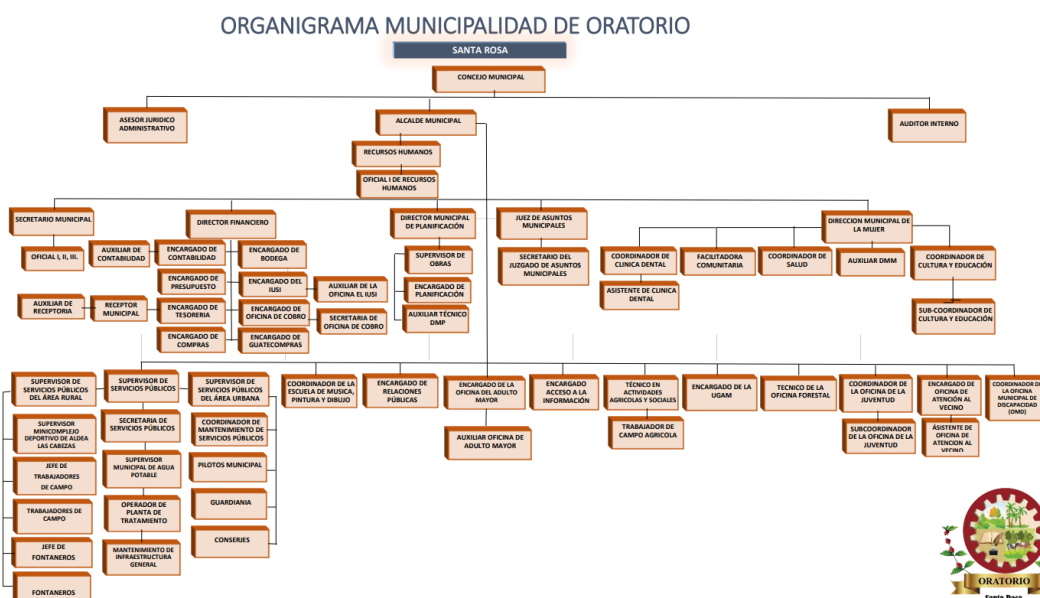 ORGANIGRAMA MUNICIPALIDAD DE ORATORIO
SANTA ROSA
CONCEJO MUNICIPAL
ASESOR JURIDICO
ADMINISTRATIVO
ALCALDE MUNICIPAL
AUDITOR INTERNO
RECURSOS HUMANOS
OFICIAL I DE RECURSOS
HUMANOS
SECRETARIO MUNICIPAL
DIRECTOR FINANCIERO
DIRECTOR MUNICIPAL
DE PLANIFICACIÓN
JUEZ DE ASUNTOS
MUNICIPALES
DIRECCION MUNICIPAL DE
LA MUJER
OFICIAL I, II, III.
AUXILIAR DE
CONTABILIDAD
ENCARGADO DE
CONTABILIDAD
ENCARGADO DE
BODEGA
SUPERVISOR DE
OBRAS
SECRETARIO DEL
JUZGADO DE ASUNTOS
MUNICIPALES
COORDINADOR DE
CLINICA DENTAL
FACILITADORA
COMUNITARIA
COORDINADOR DE
SALUD
AUXILIAR DMM
COORDINADOR DE
CULTURA Y EDUCACIÓN
ENCARGADO DE
PRESUPUESTO
ENCARGADO DEL
IUSI
AUXILIAR DE LA
OFICINA EL IUSI
ENCARGADO DE
PLANIFICACIÓN
ASISTENTE DE CLINICA
DENTAL
AUXILIAR DE
RECEPTORIA
RECEPTOR
MUNICIPAL
ENCARGADO DE
TESORERIA
ENCARGADO DE
OFICINA DE COBRO
SECRETARIA DE
OFICINA DE COBRO
AUXILIAR TÉCNICO
DMP
SUB-COORDINADOR DE
CULTURA Y EDUCACIÓN
ENCARGADO DE
COMPRAS
ENCARGADO DE
GUATECOMPRAS
SUPERVISOR DE
SERVICIOS PÚBLICOS
DEL ÁREA RURAL
SUPERVISOR DE
SERVICIOS PÚBLICOS
SUPERVISOR DE
SERVICIOS PÚBLICOS
DEL ÁREA URBANA
COORDINADOR DE LA
ESCUELA DE MUSICA,
PINTURA Y DIBUJO
ENCARGADO DE
RELACIONES
PÚBLICAS
ENCARGADO DE LA
OFICINA DEL ADULTO
MAYOR
ENCARGADO
ACCESO A LA
INFORMACIÓN
TÉCNICO EN
ACTIVIDADES
AGRICOLAS Y SOCIALES
ENCARGADO DE LA
UGAM
TECNICO DE LA
OFICINA FORESTAL
COORDINADOR DE
LA OFICINA DE LA
JUVENTUD
ENCARGADO DE
OFICINA DE
ATENCIÓN AL
VECINO
COORDINADOR DE
LA OFICINA
MUNICIPAL DE
DISCAPACIDAD
(OMD)
SUPERVISOR
MINICOMPLEJO
DEPORTIVO DE ALDEA
LAS CABEZAS
SECRETARIA DE
SERVICIOS PÚBLICOS
COORDINADOR DE
MANTENIMIENTO DE
SERVICIOS PÚBLICOS
AUXILIAR OFICINA DE
ADULTO MAYOR
TRABAJADOR DE
CAMPO AGRICOLA
SUBCOORDINADOR
DE LA OFICINA DE LA
JUVENTUD
ASISTENTE DE
OFICINA DE
ATENCION AL
VECINO
JEFE DE
TRABAJADORES
DE CAMPO
SUPERVISOR
MUNICIPAL DE AGUA
POTABLE
PILOTOS MUNICIPAL
TRABAJADORES DE
CAMPO
OPERADOR DE
PLANTA DE
TRATAMIENTO
GUARDIANIA
JEFE DE
FONTANEROS
MANTENIMIENTO DE
INFRAESTRUCTURA
GENERAL
CONSERJES
FONTANEROS
ORATORIO
Santa Rosa